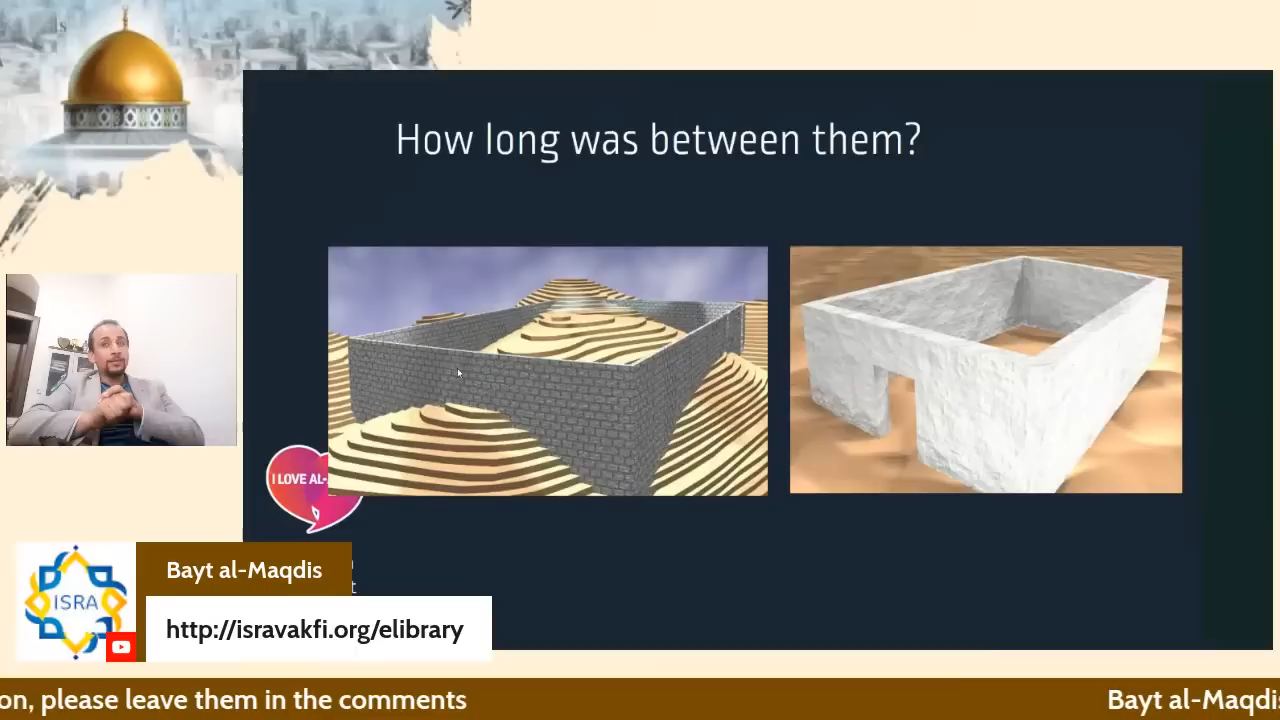 How long was between them?
I LOVE AL-
ISRA
Bayt al-Maqdis
t
http://isravakfi.org/elibrary
on, please leave them in the comments
Bayt al-Maqdis